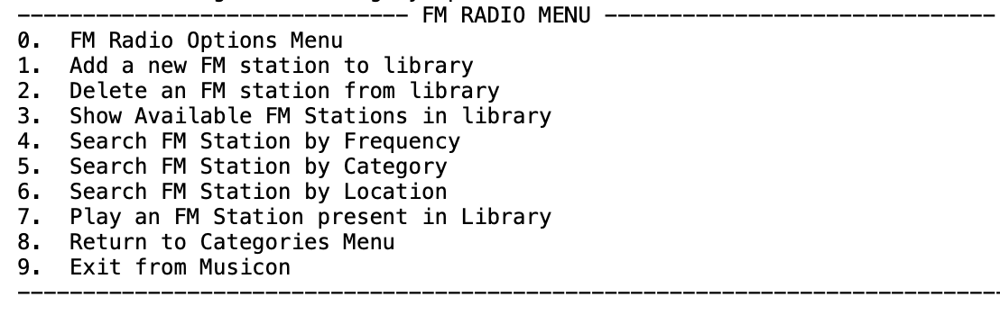 ------------------------------ FM RADIO MENU ------------------------------
0.  FM Radio Options Menu
1.  Add a new FM station to library
2.  Delete an FM station from library
3.  Show Available FM Stations in library
4.  Search FM Station by Frequency
5.  Search FM Station by Category
6.  Search FM Station by Location
7.  Play an FM Station present in Library
8.  Return to Categories Menu
9.  Exit from Musicon
---------------------------------------------------------------------------